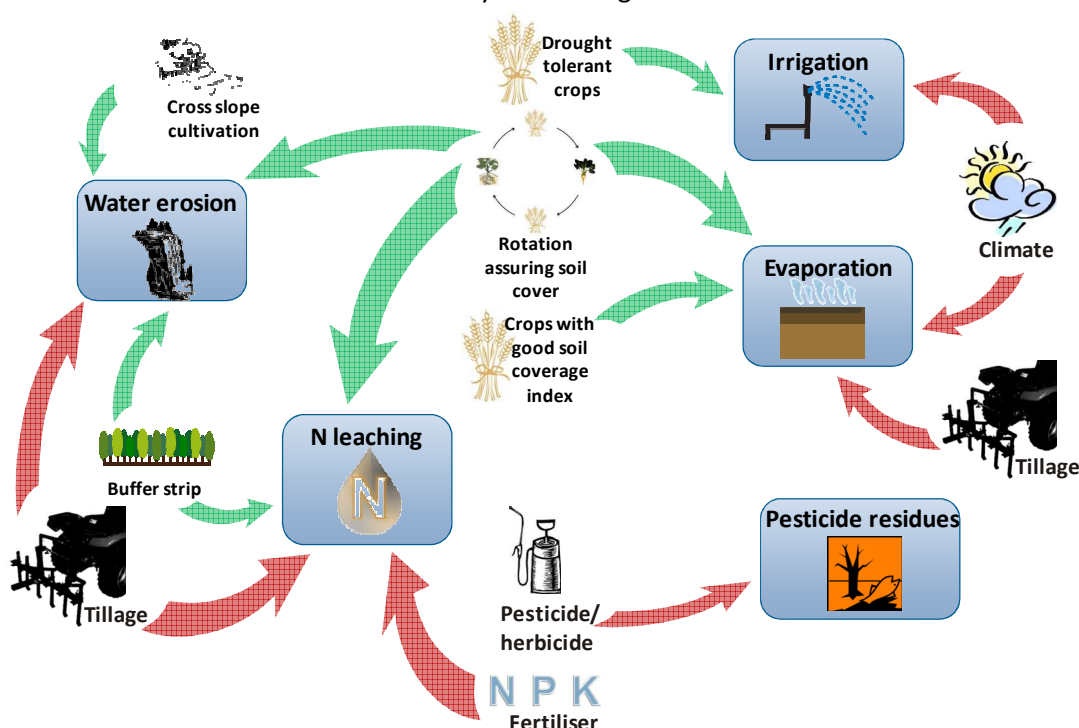 Drought
tolerant
crops
Irrigation
Cross slope
cultivation
Water erosion
Climate
Rotation
assuring soil
cover
Evaporation
Crops with
good soil
coverage
index
N leaching
N
Buffer strip
Tillage
Pesticide residues
Tillage
Pesticide/
herbicide
N P K
Fertiliser